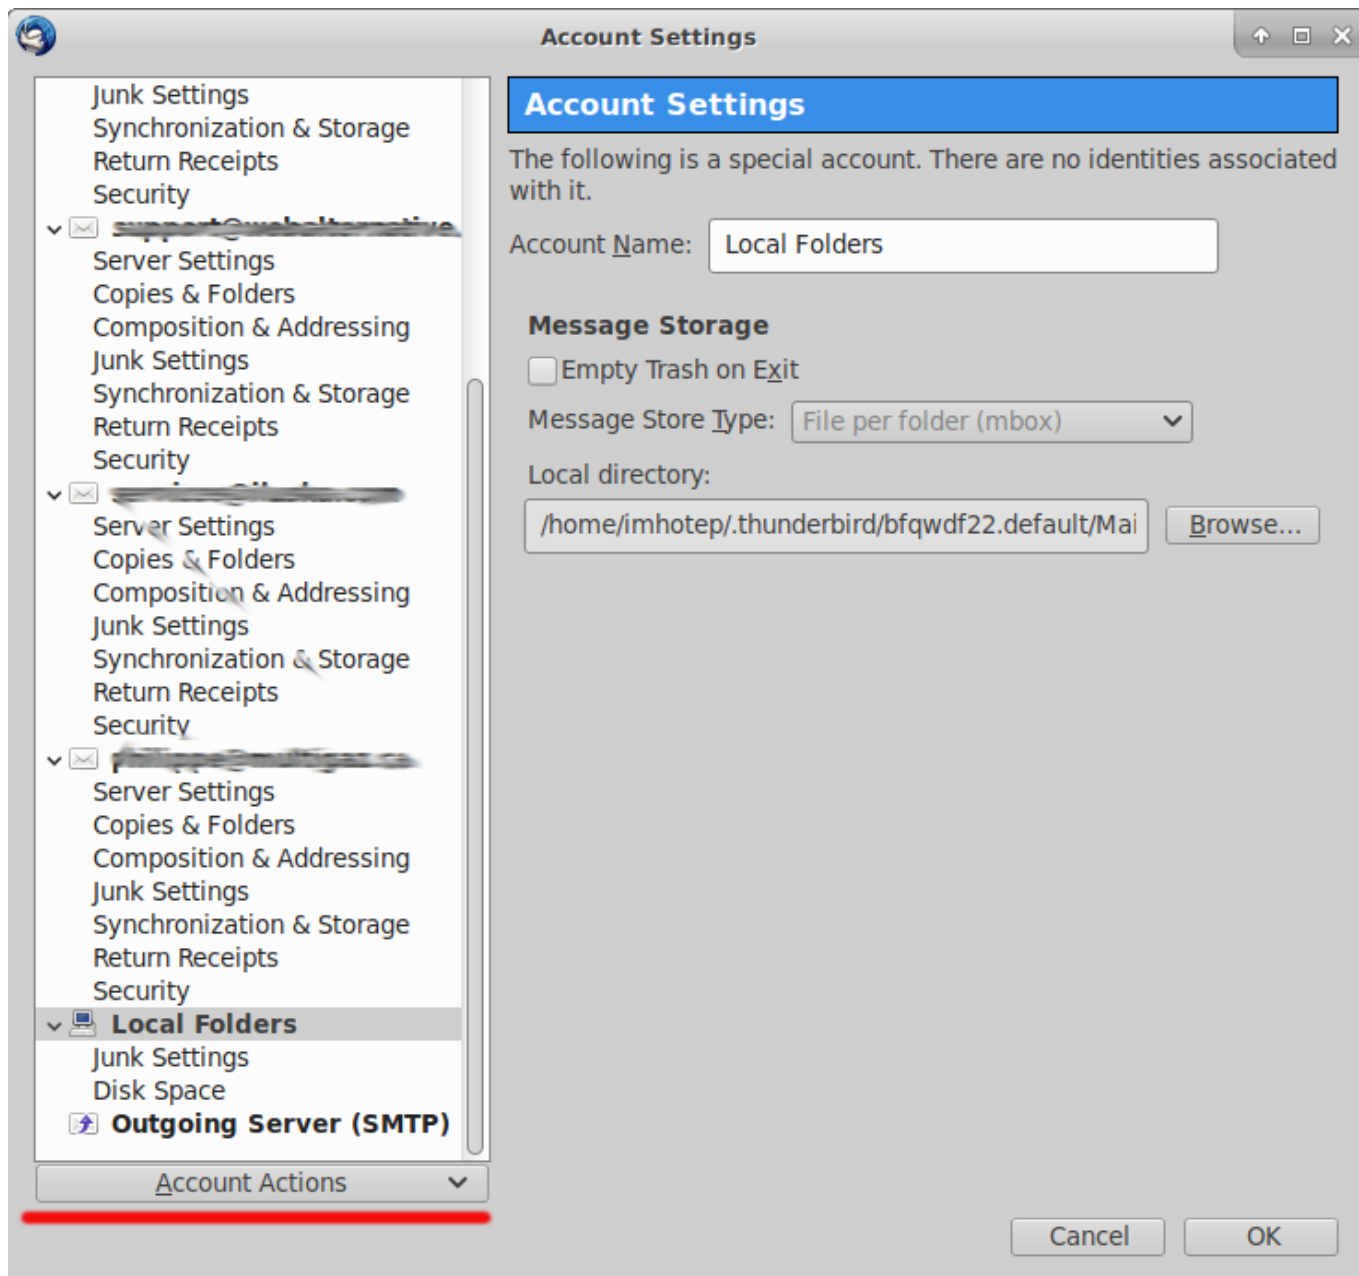 Account Settings
Junk Settings
Synchronization & Storage
Return Receipts
Security
Server Settings
Copies & Folders
Composition & Addressing
Junk Settings
Synchronization & Storage
Return Receipts
Security
Server Settings
Copies & Folders
Composition & Addressing
Junk Settings
Synchronization & Storage
Return Receipts
Security
Server Settings
Copies & Folders
Composition & Addressing
Junk Settings
Synchronization & Storage
Return Receipts
Security
Local Folders
Junk Settings
Disk Space
Outgoing Server (SMTP)
Account Actions
Account Settings
The following is a special account. There are no identities associated
with it.
Account Name: Local Folders
Message Storage
Empty Trash on Exit
Message Store Type: File per folder (mbox)
Local directory:
/home/imhotep/.thunderbird/bfqwdf22.default/Mai Browse...
Cancel OK